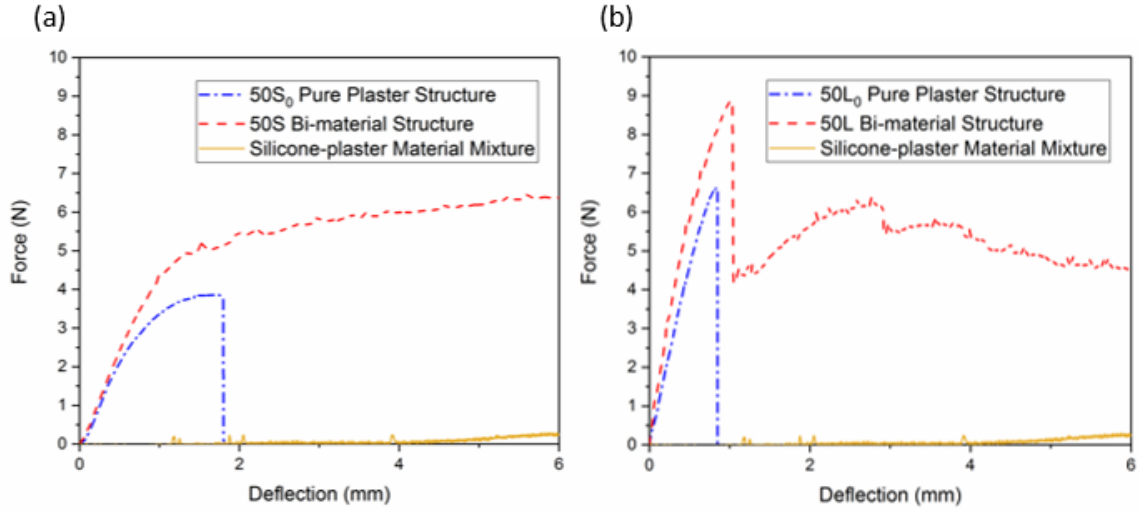 (a)
10
9
8
7
6
5
4
3
2
1
0
Force (N)
50S₀ Pure Plaster Structure
50S Bi-material Structure
Silicone-plaster Material Mixture
0 2 4 6
Deflection (mm)
(b)
10
9
8
7
6
5
4
3
2
1
0
Force (N)
50L₀ Pure Plaster Structure
50L Bi-material Structure
Silicone-plaster Material Mixture
0 2 4 6
Deflection (mm)